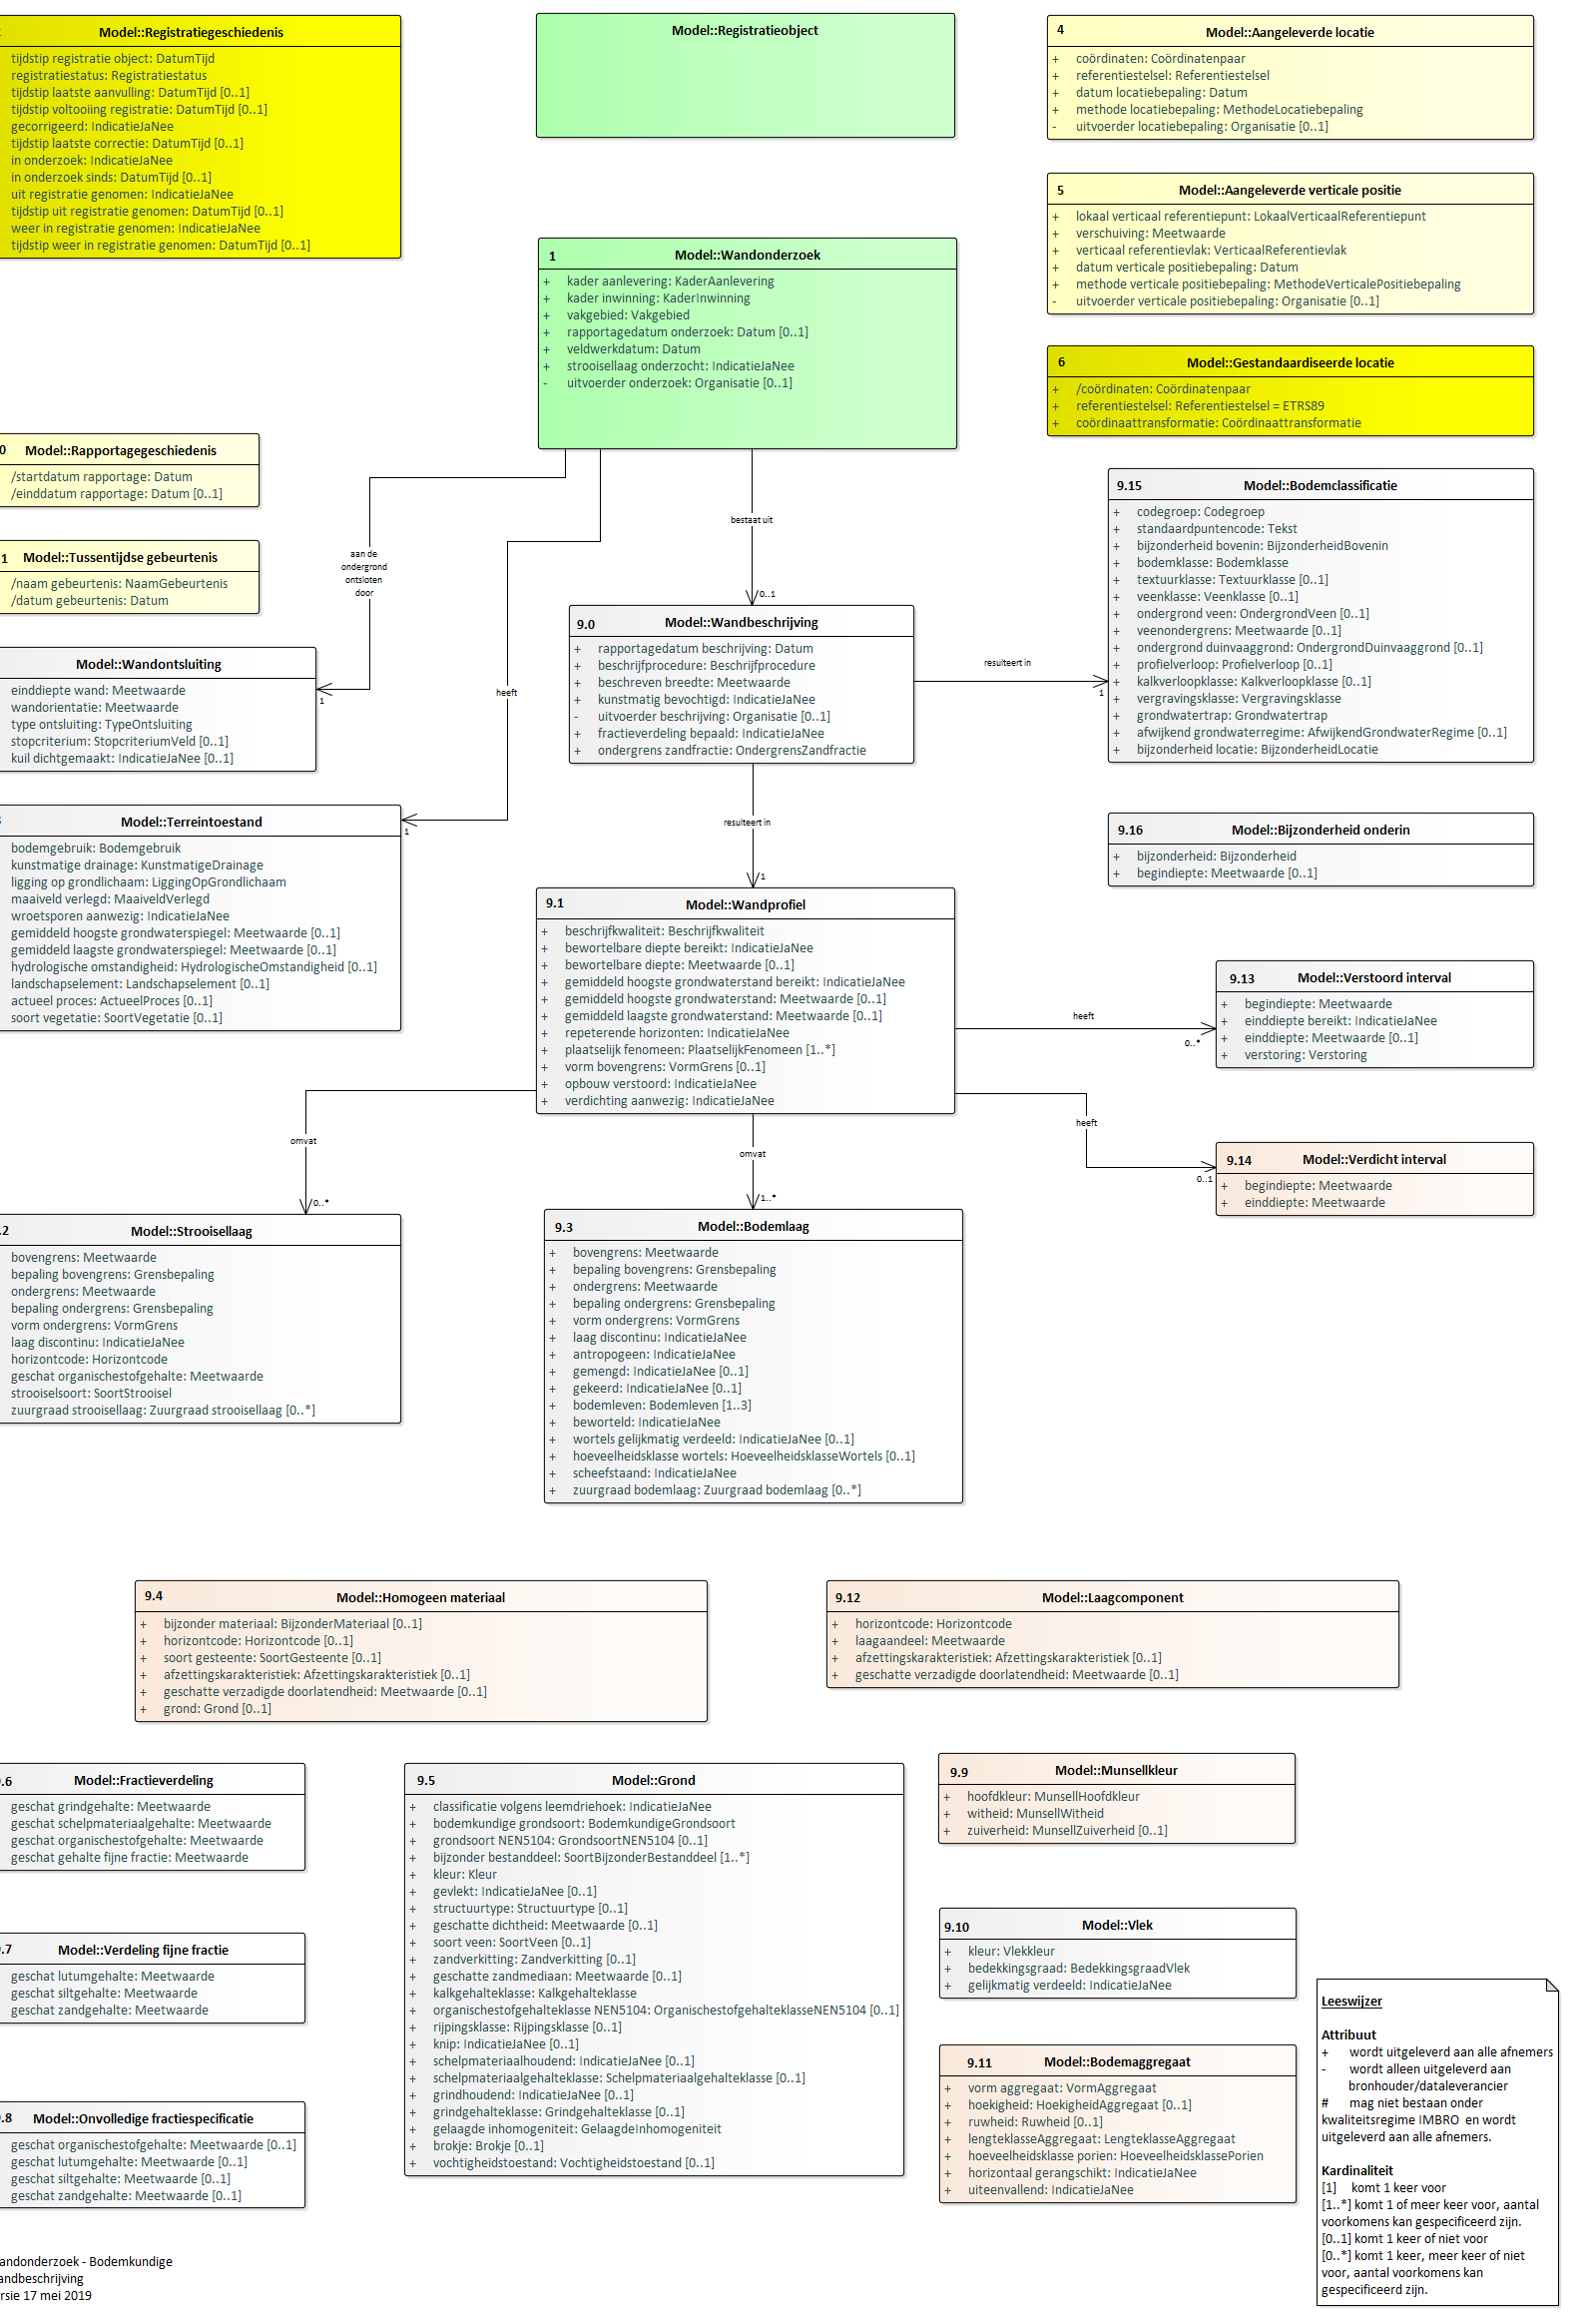 Model::Registratiegeschiedenis
tijdstip registratie object: DatumTijd
registratiestatus: Registratiestatus
tijdstip laatste aanvulling: DatumTijd [0..1]
tijdstip voltooiing registratie: DatumTijd [0..1]
gecorrigeerd: IndicatieJaNee
tijdstip laatste correctie: DatumTijd [0..1]
in onderzoek: IndicatieJaNee
in onderzoek sinds: DatumTijd [0..1]
uit registratie genomen: IndicatieJaNee
tijdstip uit registratie genomen: DatumTijd [0..1]
weer in registratie genomen: IndicatieJaNee
tijdstip weer in registratie genomen: DatumTijd [0..1]
Model::Registratieobject
4 Model::Aangeleverde locatie
+ coördinaten: Coördinatenpaar
+ referentiestelsel: Referentiestelsel
+ datum locatiebepaling: Datum
+ methode locatiebepaling: MethodeLocatiebepaling
- uitvoerder locatiebepaling: Organisatie [0..1]
5 Model::Aangeleverde verticale positie
+ lokaal verticaal referentiepunt: LokaalVerticaalReferentiepunt
+ verschuiving: Meetwaarde
+ verticaal referentievlak: VerticaalReferentievlak
+ datum verticale positiebepaling: Datum
+ methode verticale positiebepaling: MethodeVerticalePositiebepaling
- uitvoerder verticale positiebepaling: Organisatie [0..1]
1 Model::Wandonderzoek
+ kader aanlevering: KaderAanlevering
+ kader inwinning: KaderInwinning
+ vakgebied: Vakgebied
+ rapportagedatum onderzoek: Datum [0..1]
+ veldwerkdatum: Datum
+ strooisellaag onderzocht: IndicatieJaNee
- uitvoerder onderzoek: Organisatie [0..1]
6 Model::Gestandaardiseerde locatie
+ /coördinaten: Coördinatenpaar
+ referentiestelsel: Referentiestelsel = ETRS89
+ coördinaattransformatie: Coördinaattransformatie
0 Model::Rapportagegeschiedenis
/startdatum rapportage: Datum
/einddatum rapportage: Datum [0..1]
1 Model::Tussentijdse gebeurtenis
/naam gebeurtenis: NaamGebeurtenis
/datum gebeurtenis: Datum
aan de
ondergrond
ontsloten
door
1
bestaat uit
0..1
heeft
1
9.15 Model::Bodemclassificatie
+ codegroep: Codegroep
+ standaardpuntencode: Tekst
+ bijzonderheid bovenin: BijzonderheidBovenin
+ bodemklasse: Bodemklasse
+ textuurklasse: Textuurklasse [0..1]
+ veenklasse: Veenklasse [0..1]
+ ondergrond veen: OndergrondVeen [0..1]
+ veenondergrens: Meetwaarde [0..1]
+ ondergrond duinvaaggrond: OndergrondDuinvaaggrond [0..1]
+ profielverloop: Profielverloop [0..1]
+ kalkverloopklasse: Kalkverloopklasse [0..1]
+ vergravingsklasse: Vergravingsklasse
+ grondwatertrap: Grondwatertrap
+ afwijkend grondwaterregime: AfwijkendGrondwaterRegime [0..1]
+ bijzonderheid locatie: BijzonderheidLocatie
9.0 Model::Wandbeschrijving
+ rapportagedatum beschrijving: Datum
+ beschrijfprocedure: Beschrijfprocedure
+ beschreven breedte: Meetwaarde
+ kunstmatig bevochtigd: IndicatieJaNee
- uitvoerder beschrijving: Organisatie [0..1]
+ fractieverdeling bepaald: IndicatieJaNee
+ ondergrens zandfractie: OndergrensZandfractie
resulteert in
1
Model::Wandontsluiting
einddiepte wand: Meetwaarde
wandorientatie: Meetwaarde
type ontsluiting: TypeOntsluiting
stopcriterium: StopcriteriumVeld [0..1]
kuil dichtgemaakt: IndicatieJaNee [0..1]
Model::Terreintoestand
bodemgebruik: Bodemgebruik
kunstmatige drainage: KunstmatigeDrainage
ligging op grondlichaam: LiggingOpGrondlichaam
maaiveld verlegd: MaaiveldVerlegd
wroetsporen aanwezig: IndicatieJaNee
gemiddeld hoogste grondwaterspiegel: Meetwaarde [0..1]
gemiddeld laagste grondwaterspiegel: Meetwaarde [0..1]
hydrologische omstandigheid: HydrologischeOmstandigheid [0..1]
landschapselement: Landschapselement [0..1]
actueel proces: ActueelProces [0..1]
soort vegetatie: SoortVegetatie [0..1]
resulteert in
1
9.16 Model::Bijzonderheid onderin
+ bijzonderheid: Bijzonderheid
+ begindiepte: Meetwaarde [0..1]
9.1 Model::Wandprofiel
+ beschrijfkwaliteit: Beschrijfkwaliteit
+ bewortelbare diepte bereikt: IndicatieJaNee
+ bewortelbare diepte: Meetwaarde [0..1]
+ gemiddeld hoogste grondwaterstand bereikt: IndicatieJaNee
+ gemiddeld hoogste grondwaterstand: Meetwaarde [0..1]
+ gemiddeld laagste grondwaterstand: Meetwaarde [0..1]
+ repeterende horizonten: IndicatieJaNee
+ plaatselijk fenomeen: PlaatselijkFenomeen [1..*]
+ vorm bovengrens: VormGrens [0..1]
+ opbouw verstoord: IndicatieJaNee
+ verdichting aanwezig: IndicatieJaNee
heeft
0..*
9.13 Model::Verstoord interval
+ begindiepte: Meetwaarde
+ einddiepte bereikt: IndicatieJaNee
+ einddiepte: Meetwaarde [0..1]
+ verstoring: Verstoring
heeft
0..1
9.14 Model::Verdicht interval
+ begindiepte: Meetwaarde
+ einddiepte: Meetwaarde
omvat
0..*
omvat
1..*
.2 Model::Strooisellaag
bovengrens: Meetwaarde
bepaling bovengrens: Grensbepaling
ondergrens: Meetwaarde
bepaling ondergrens: Grensbepaling
vorm ondergrens: VormGrens
laag discontinu: IndicatieJaNee
horizontcode: Horizontcode
geschat organischestofgehalte: Meetwaarde
strooiselsoort: SoortStrooisel
zuurgraad strooisellaag: Zuurgraad strooisellaag [0..*]
9.3 Model::Bodemlaag
+ bovengrens: Meetwaarde
+ bepaling bovengrens: Grensbepaling
+ ondergrens: Meetwaarde
+ bepaling ondergrens: Grensbepaling
+ vorm ondergrens: VormGrens
+ laag discontinu: IndicatieJaNee
+ antropogeen: IndicatieJaNee
+ gemengd: IndicatieJaNee [0..1]
+ gekeerd: IndicatieJaNee [0..1]
+ bodemleven: Bodemleven [1..3]
+ beworteld: IndicatieJaNee
+ wortels gelijkmatig verdeeld: IndicatieJaNee [0..1]
+ hoeveelheidsklasse wortels: HoeveelheidsklasseWortels [0..1]
+ scheefstaand: IndicatieJaNee
+ zuurgraad bodemlaag: Zuurgraad bodemlaag [0..*]
9.4 Model::Homogeen materiaal
+ bijzonder materiaal: BijzonderMateriaal [0..1]
+ horizontcode: Horizontcode [0..1]
+ soort gesteente: SoortGesteente [0..1]
+ afzettingskarakteristiek: Afzettingskarakteristiek [0..1]
+ geschatte verzadigde doorlatendheid: Meetwaarde [0..1]
+ grond: Grond [0..1]
9.12 Model::Laagcomponent
+ horizontcode: Horizontcode
+ laagaandeel: Meetwaarde
+ afzettingskarakteristiek: Afzettingskarakteristiek [0..1]
+ geschatte verzadigde doorlatendheid: Meetwaarde [0..1]
.6 Model::Fractieverdeling
geschat grindgehalte: Meetwaarde
geschat schelpmateriaalgehalte: Meetwaarde
geschat organischestofgehalte: Meetwaarde
geschat gehalte fijne fractie: Meetwaarde
.7 Model::Verdeling fijne fractie
geschat lutumgehalte: Meetwaarde
geschat siltgehalte: Meetwaarde
geschat zandgehalte: Meetwaarde
.8 Model::Onvolledige fractiespecificatie
geschat organischestofgehalte: Meetwaarde [0..1]
geschat lutumgehalte: Meetwaarde [0..1]
geschat siltgehalte: Meetwaarde [0..1]
geschat zandgehalte: Meetwaarde [0..1]
9.5 Model::Grond
+ classificatie volgens leemdriehoek: IndicatieJaNee
+ bodemkundige grondsoort: BodemkundigeGrondsoort
+ grondsoort NEN5104: GrondsoortNEN5104 [0..1]
+ bijzonder bestanddeel: SoortBijzonderBestanddeel [1..*]
+ kleur: Kleur
+ gevlekt: IndicatieJaNee [0..1]
+ structuurtype: Structuurtype [0..1]
+ geschatte dichtheid: Meetwaarde [0..1]
+ soort veen: SoortVeen [0..1]
+ zandverkitting: Zandverkitting [0..1]
+ geschatte zandmediaan: Meetwaarde [0..1]
+ kalkgehalteklasse: Kalkgehalteklasse
+ organischestofgehalteklasse NEN5104: OrganischestofgehalteklasseNEN5104 [0..1]
+ rijpingsklasse: Rijpingsklasse [0..1]
+ knip: IndicatieJaNee [0..1]
+ schelpmateriaalhoudend: IndicatieJaNee [0..1]
+ schelpmateriaalgehalteklasse: Schelpmateriaalgehalteklasse [0..1]
+ grindhoudend: IndicatieJaNee [0..1]
+ grindgehalteklasse: Grindgehalteklasse [0..1]
+ gelaagde inhomogeniteit: GelaagdeInhomogeniteit
+ brokje: Brokje [0..1]
+ vochtigheidstoestand: Vochtigheidstoestand [0..1]
9.9 Model::Munsellkleur
+ hoofdkleur: MunsellHoofdkleur
+ witheid: MunsellWitheid
+ zuiverheid: MunsellZuiverheid [0..1]
9.10 Model::Vlek
+ kleur: Vlekkleur
+ bedekkingsgraad: BedekkingsgraadVlek
+ gelijkmatig verdeeld: IndicatieJaNee
9.11 Model::Bodemaggregaat
+ vorm aggregaat: VormAggregaat
+ hoekigheid: HoekigheidAggregaat [0..1]
+ ruwheid: Ruwheid [0..1]
+ lengteklasseAggregaat: LengteklasseAggregaat
+ hoeveelheidsklasse porien: HoeveelheidsklassePorien
+ horizontaal gerangschikt: IndicatieJaNee
+ uiteenvallend: IndicatieJaNee
Leeswijzer
Attribuut
+ wordt uitgeleverd aan alle afnemers
- wordt alleen uitgeleverd aan
bronhouder/dataleverancier
# mag niet bestaan onder
kwaliteitsregime IMBRO en wordt
uitgeleverd aan alle afnemers.
Kardinaliteit
[1] komt 1 keer voor
[1..*] komt 1 of meer keer voor, aantal
voorkomens kan gespecificeerd zijn.
[0..1] komt 1 keer of niet voor
[0..*] komt 1 keer, meer keer of niet
voor, aantal voorkomens kan
gespecificeerd zijn.
andonderzoek - Bodemkundige
andbeschrijving
rsie 17 mei 2019